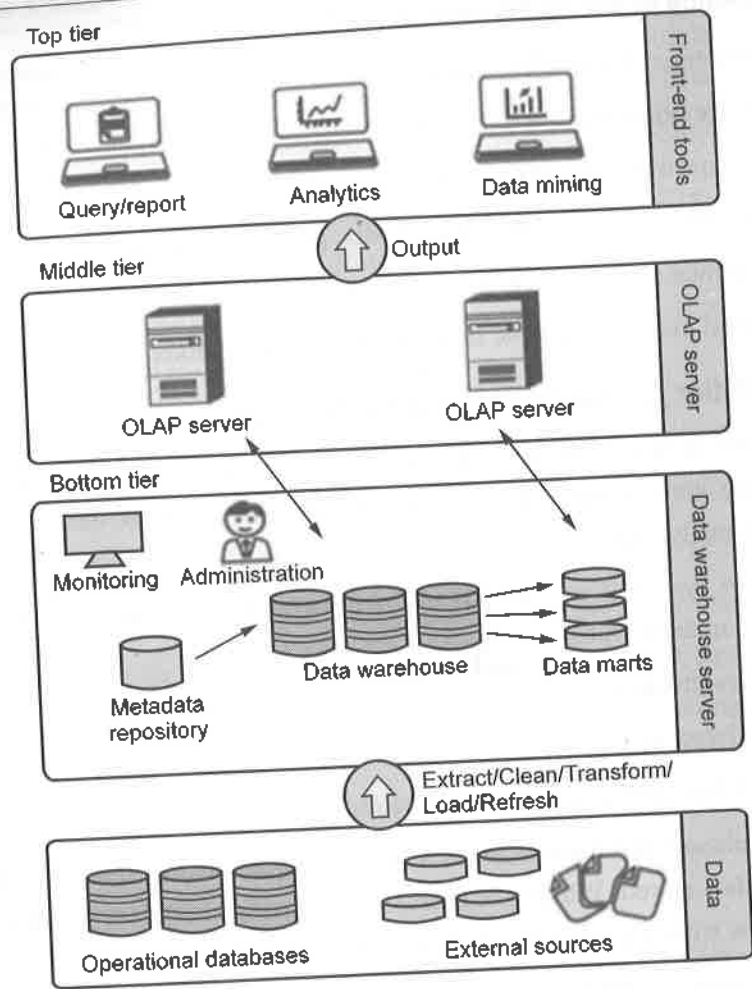 Top tier
Front-end tools
Query/report
Analytics
Data mining
Output
Middle tier
OLAP server
OLAP server
OLAP server
Bottom tier
Data warehouse server
Monitoring
Administration
Data warehouse
Data marts
Metadata
repository
Extract/Clean/Transform/
Load/Refresh
Data
Operational databases
External sources